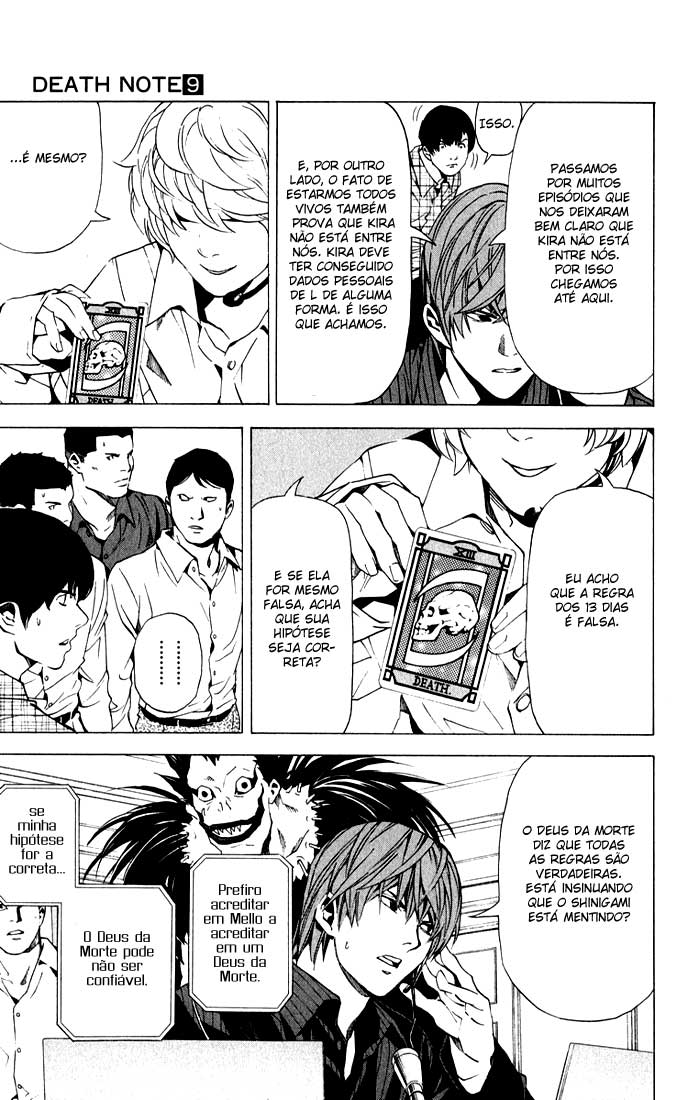 DEATH NOTE 9
ISSO.
PASSAMOS
POR MUITOS
EPISÓDIOS QUE
NOS DEIXARAM
BEM CLARO QUE
KIRA NÃO ESTÁ
ENTRE NÓS.
POR ISSO
CHEGAMOS
ATÉ AQUI.
E, POR OUTRO
LADO, O FATO DE
ESTARMOS TODOS
VIVOS TAMBÉM
PROVA QUE KIRA
NÃO ESTÁ ENTRE
NÓS. KIRA DEVE
TER CONSEGUIDO
DADOS PESSOAIS
DE L DE ALGUMA
FORMA. É ISSO
QUE ACHAMOS.
...É MESMO?
XIII
DEATH.
EU ACHO
QUE A REGRA
DOS 13 DIAS
É FALSA.
E SE ELA
FOR MESMO
FALSA, ACHA
QUE SUA
HIPÓTESE
SEJA COR-
RETA?
XIII
DEATH.
O DEUS DA MORTE
DIZ QUE TODAS
AS REGRAS SÃO
VERDADEIRAS.
ESTÁ INSINUANDO
QUE O SHINIGAMI
ESTÁ MENTINDO?
Prefiro
acreditar
em Mello a
acreditar
em um
Deus da
Morte.
se
minha
hipótese
for a
correta...
O Deus da
Morte pode
não ser
confiável.